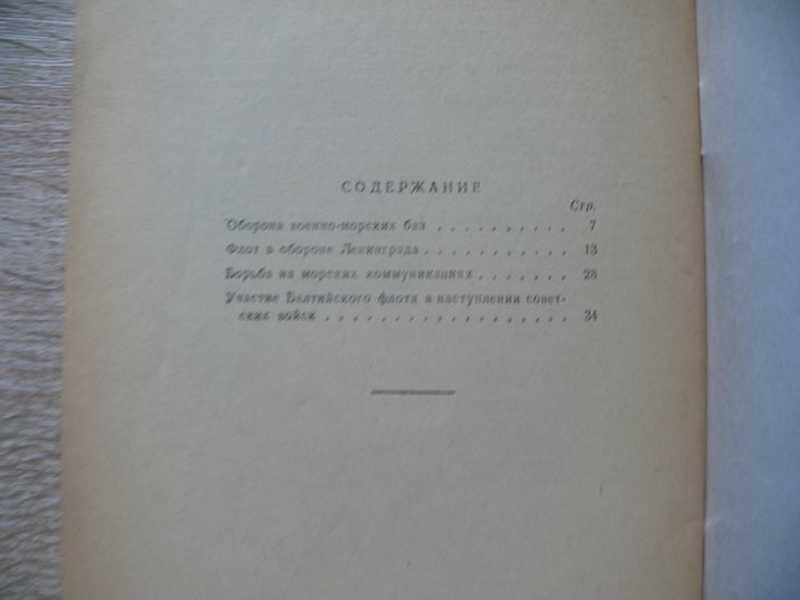 СОДЕРЖАНИЕ
Стр.
Оборона военно-морских баз . . . . . . . . . . 7
Флот в обороне Ленинграда . . . . . . . . . . . 13
Борьба на морских коммуникациях . . . . . . . 28
Участие Балтийского флота в наступлении совет-
ских войск . . . . . . . . . . . . . . . . . 34